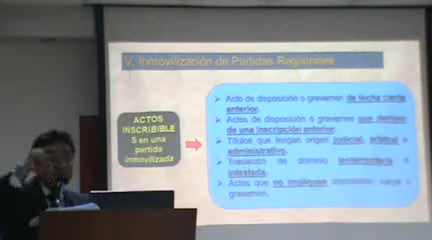 V. Inmovilización de Partidas Registrales
ACTOS
INSCRIBIBLE
S en una
partida
inmovilizada
Acto de disposición o gravamen de fecha cierta
anterior.
Actos de disposición o gravamen que deriven
de una inscripción anterior.
Títulos que tengan origen judicial, arbitral o
administrativo.
Traslación de dominio testamentaria o
intestada.
Actos que no impliquen disposición, carga o
gravamen.